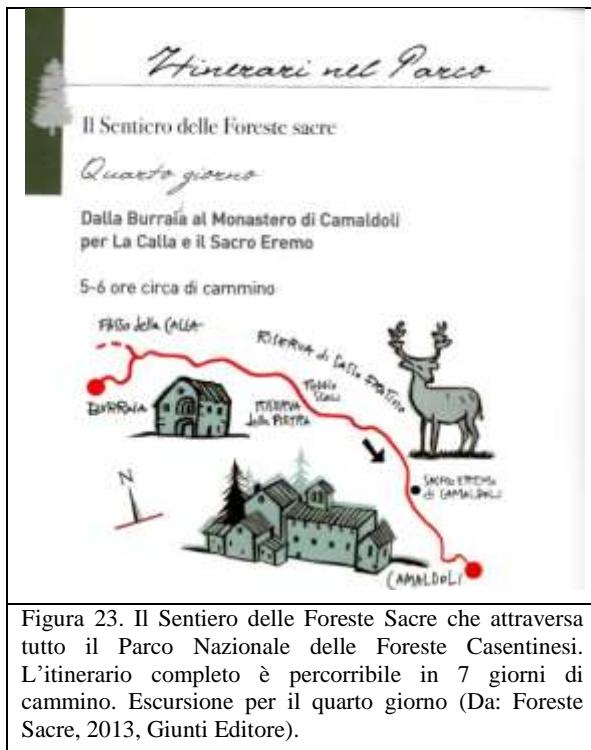 Itinerari nel Parco
Il Sentiero delle Foreste sacre
Quarto giorno
Dalla Burraia al Monastero di Camaldoli
per La Calla e il Sacro Eremo
5-6 ore circa di cammino
PASSO della CALLA
RISERVA di SASSO FRATINO
POGGIO
SCALI
BURRAIA
RISERVA
della PIETRA
N
SACRO EREMO
di CAMALDOLI
CAMALDOLI
Figura 23. Il Sentiero delle Foreste Sacre che attraversa
tutto il Parco Nazionale delle Foreste Casentinesi.
L'itinerario completo è percorribile in 7 giorni di
cammino. Escursione per il quarto giorno (Da: Foreste
Sacre, 2013, Giunti Editore).